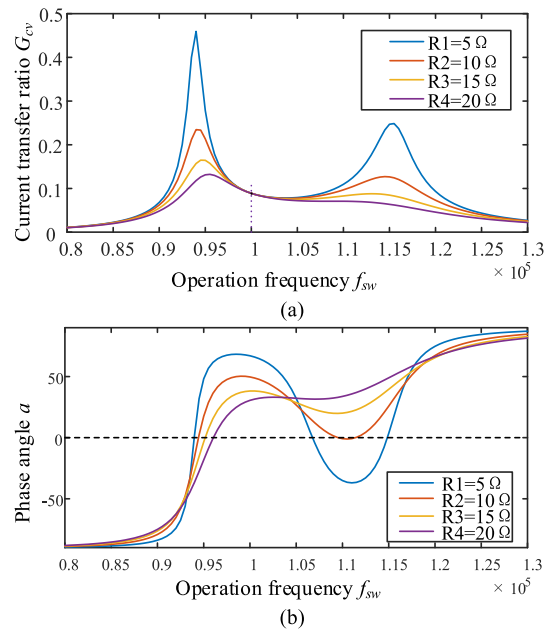 Current transfer ratio Gcv
0.5
0.4
0.3
0.2
0.1
0
R1=5 Ω
R2=10 Ω
R3=15 Ω
R4=20 Ω
0.8 0.85 0.9 0.95 1 1.05 1.1 1.15 1.2 1.25 1.3
× 10⁵
Operation frequency fsw
(a)
Phase angle a
50
0
-50
R1=5 Ω
R2=10 Ω
R3=15 Ω
R4=20 Ω
0.8 0.85 0.9 0.95 1 1.05 1.1 1.15 1.2 1.25 1.3
× 10⁵
Operation frequency fsw
(b)